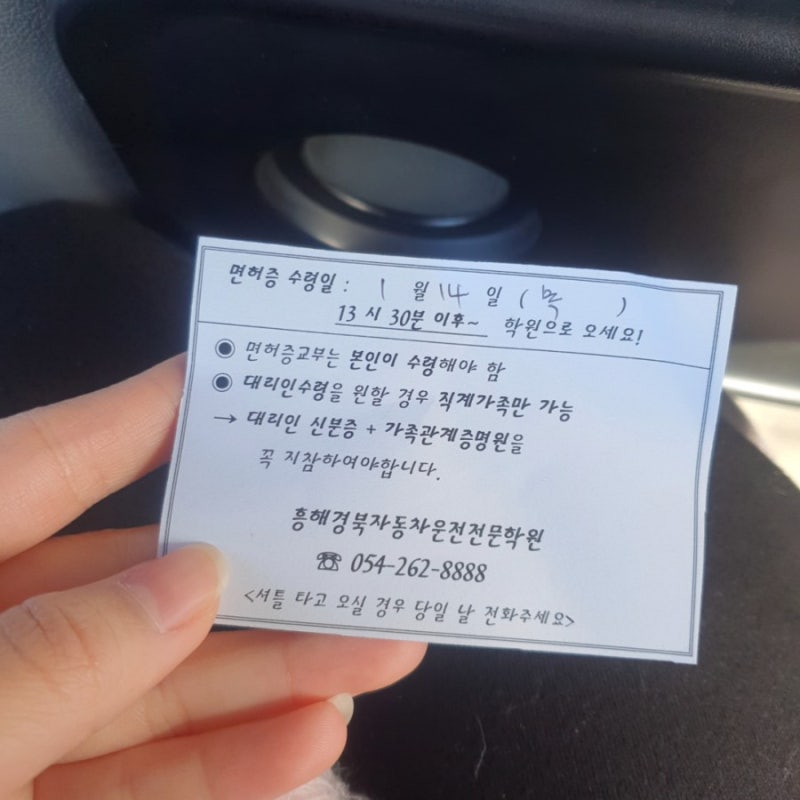 면허증 수령일 : 1 월 14 일 ( 목 )
13 시 30분 이후~ 학원으로 오세요!
◉ 면허증교부는 본인이 수령해야 함
◉ 대리인수령을 원할 경우 직계가족만 가능
→ 대리인 신분증 + 가족관계증명원을
꼭 지참하여야합니다.
흥해경북자동차운전전문학원
☏ 054-262-8888
<셔틀 타고 오실 경우 당일 날 전화주세요>